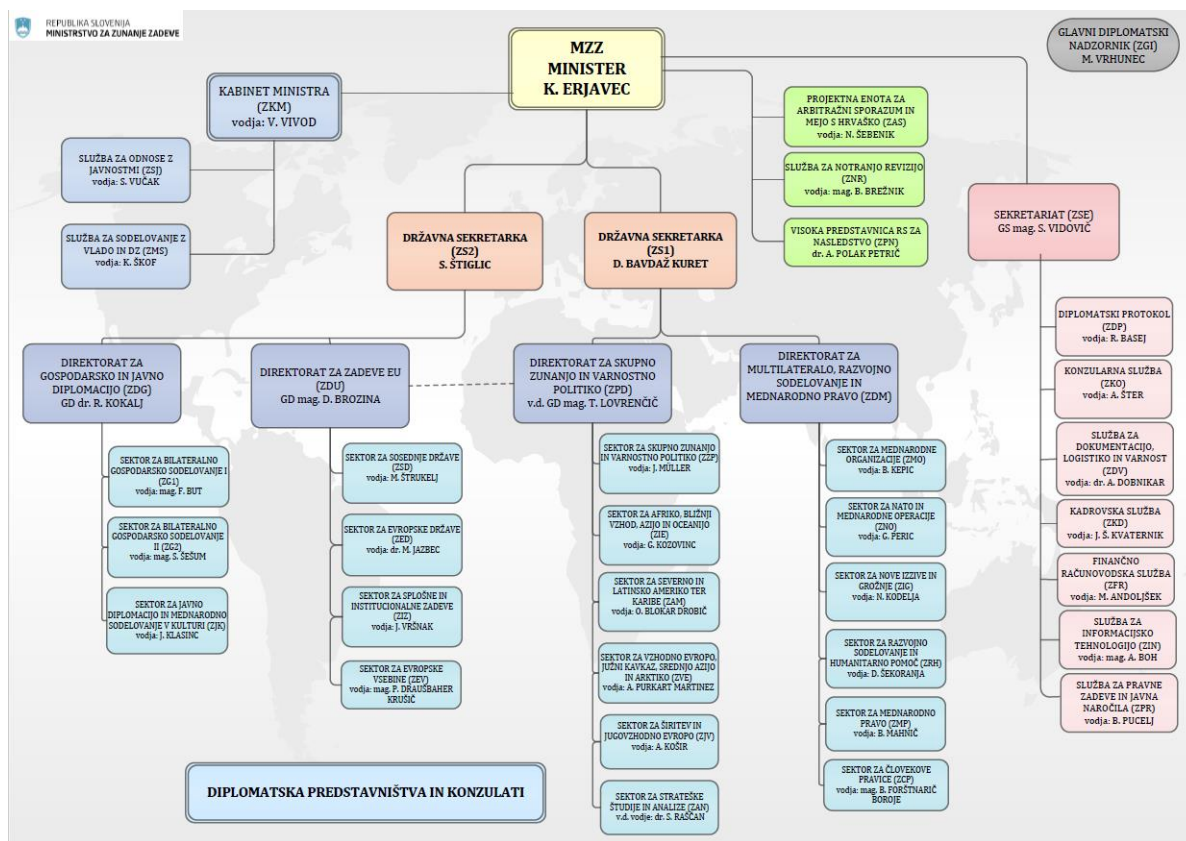 REPUBLIKA SLOVENIJA
MINISTRSTVO ZA ZUNANJE ZADEVE
MZZ
MINISTER
K. ERJAVEC
GLAVNI DIPLOMATSKI
NADZORNIK (ZGI)
M. VRHUNEC
KABINET MINISTRA
(ZKM)
vodja: V. VIVOD
SLUŽBA ZA ODNOSE Z
JAVNOSTMI (ZSJ)
vodja: S. VUČAK
SLUŽBA ZA SODELOVANJE Z
VLADO IN DZ (ZMS)
vodja: K. ŠKOF
PROJEKTNA ENOTA ZA
ARBITRAŽNI SPORAZUM IN
MEJO S HRVAŠKO (ZAS)
vodja: N. ŠEBENIK
SLUŽBA ZA NOTRANJO REVIZIJO
(ZNR)
vodja: mag. B. BREŽNIK
VISOKA PREDSTAVNICA RS ZA
NASLEDSTVO (ZPN)
dr. A. POLAK PETRIČ
SEKRETARIAT (ZSE)
GS mag. S. VIDOVIČ
DRŽAVNA SEKRETARKA
(ZS2)
S. ŠTIGLIC
DRŽAVNA SEKRETARKA
(ZS1)
D. BAVDAŽ KURET
DIREKTORAT ZA
GOSPODARSKO IN JAVNO
DIPLOMACIJO (ZDG)
GD dr. R. KOKALJ
DIREKTORAT ZA ZADEVE EU
(ZDU)
GD mag. D. BROZINA
DIREKTORAT ZA SKUPNO
ZUNANJO IN VARNOSTNO
POLITIKO (ZPD)
v.d. GD mag. T. LOVRENČIČ
DIREKTORAT ZA
MULTILATERALO, RAZVOJNO
SODELOVANJE IN
MEDNARODNO PRAVO (ZDM)
SEKTOR ZA BILATERALNO
GOSPODARSKO SODELOVANJE I
(ZG1)
vodja: mag. F. BUT
SEKTOR ZA BILATERALNO
GOSPODARSKO SODELOVANJE
II (ZG2)
vodja: mag. S. ŠEŠUM
SEKTOR ZA JAVNO
DIPLOMACIJO IN MEDNARODNO
SODELOVANJE V KULTURI (ZJK)
vodja: J. KLASINC
SEKTOR ZA SOSEDNJE DRŽAVE
(ZSD)
vodja: M. ŠTRUKELJ
SEKTOR ZA EVROPSKE DRŽAVE
(ZED)
vodja: dr. M. JAZBEC
SEKTOR ZA SPLOŠNE IN
INSTITUCIONALNE ZADEVE
(ZIZ)
vodja: J. VRŠNAK
SEKTOR ZA EVROPSKE
VSEBINE (ZEV)
vodja: mag. P. DRAUSBAHER
KRUŠIČ
SEKTOR ZA SKUPNO ZUNANJO
IN VARNOSTNO POLITIKO (ZZP)
vodja: J. MÜLLER
SEKTOR ZA AFRIKO, BLIŽNJI
VZHOD, AZIJO IN OCEANIJO
(ZIE)
vodja: G. KOZOVINC
SEKTOR ZA SEVERNO IN
LATINSKO AMERIKO TER
KARIBE (ZAM)
vodja: O. BLOKAR DROBIČ
SEKTOR ZA VZHODNO EVROPO,
JUŽNI KAVKAZ, SREDNJO AZIJO
IN ARKTIKO (ZVE)
vodja: A. PURKART MARTINEZ
SEKTOR ZA ŠIRITEV IN
JUGOVZHODNO EVROPO (ZJV)
vodja: A. KOŠIR
SEKTOR ZA STRATEŠKE
ŠTUDIJE IN ANALIZE (ZAN)
v.d. vodje: dr. S. RAŠČAN
SEKTOR ZA MEDNARODNE
ORGANIZACIJE (ZMO)
vodja: B. KEPIC
SEKTOR ZA NATO IN
MEDNARODNE OPERACIJE
(ZNO)
vodja: G. PERIC
SEKTOR ZA NOVE IZZIVE IN
GROŽNJE (ZIG)
vodja: N. KODELJA
SEKTOR ZA RAZVOJNO
SODELOVANJE IN
HUMANITARNO POMOČ (ZRH)
vodja: D. ŠEKORANJA
SEKTOR ZA MEDNARODNO
PRAVO (ZMP)
vodja: B. MAHNIČ
SEKTOR ZA ČLOVEKOVE
PRAVICE (ZCP)
vodja: mag. B. FORŠTNARIČ
BOROJE
DIPLOMATSKI PROTOKOL
(ZDP)
vodja: R. BASEJ
KONZULARNA SLUŽBA
(ZKO)
vodja: A. ŠTER
SLUŽBA ZA
DOKUMENTACIJO,
LOGISTIKO IN VARNOST
(ZDV)
vodja: dr. A. DOBNIKAR
KADROVSKA SLUŽBA
(ZKD)
vodja: J. Š. KVATERNIK
FINANČNO
RAČUNOVODSKA SLUŽBA
(ZFR)
vodja: M. ANDOLJŠEK
SLUŽBA ZA
INFORMACIJSKO
TEHNOLOGIJO (ZIN)
vodja: mag. A. BOH
SLUŽBA ZA PRAVNE
ZADEVE IN JAVNA
NAROČILA (ZPR)
vodja: B. PUCELJ
DIPLOMATSKA PREDSTAVNIŠTVA IN KONZULATI